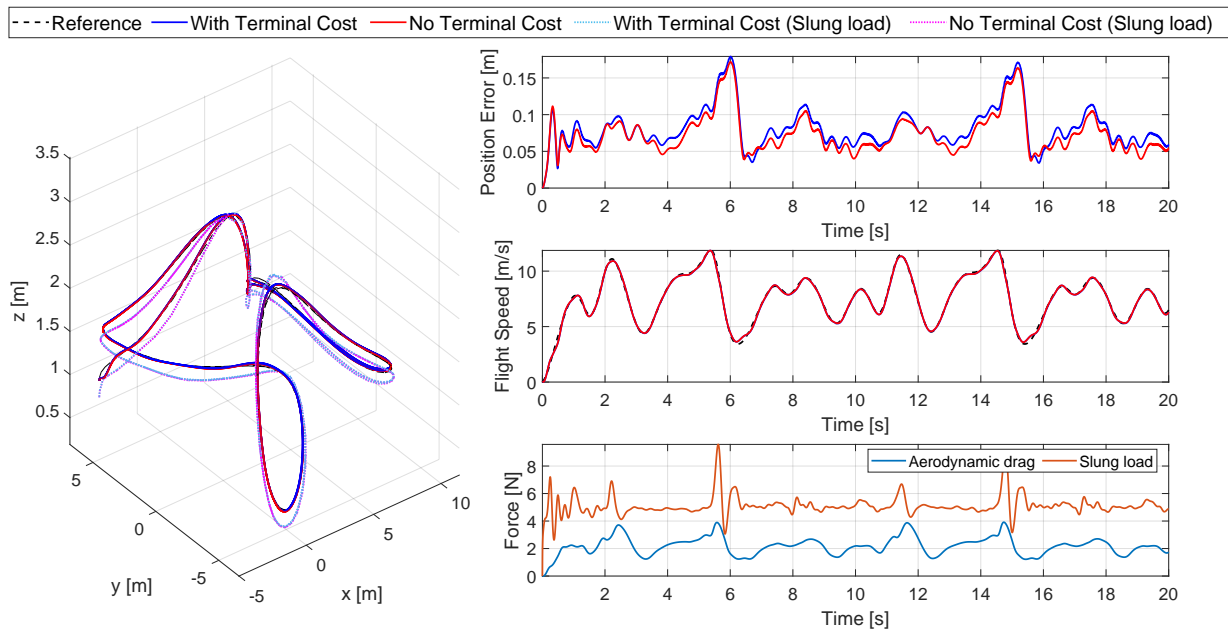 Reference With Terminal Cost No Terminal Cost With Terminal Cost (Slung load) No Terminal Cost (Slung load)
3.5
3
2.5
2
1.5
1
0.5
z [m]
5
0
-5
y [m]
-5
0
5
10
x [m]
0.15
0.1
0.05
0
Position Error [m]
0 2 4 6 8 10 12 14 16 18 20
Time [s]
10
5
0
Flight Speed [m/s]
0 2 4 6 8 10 12 14 16 18 20
Time [s]
Aerodynamic drag Slung load
8
6
4
2
0
Force [N]
0 2 4 6 8 10 12 14 16 18 20
Time [s]